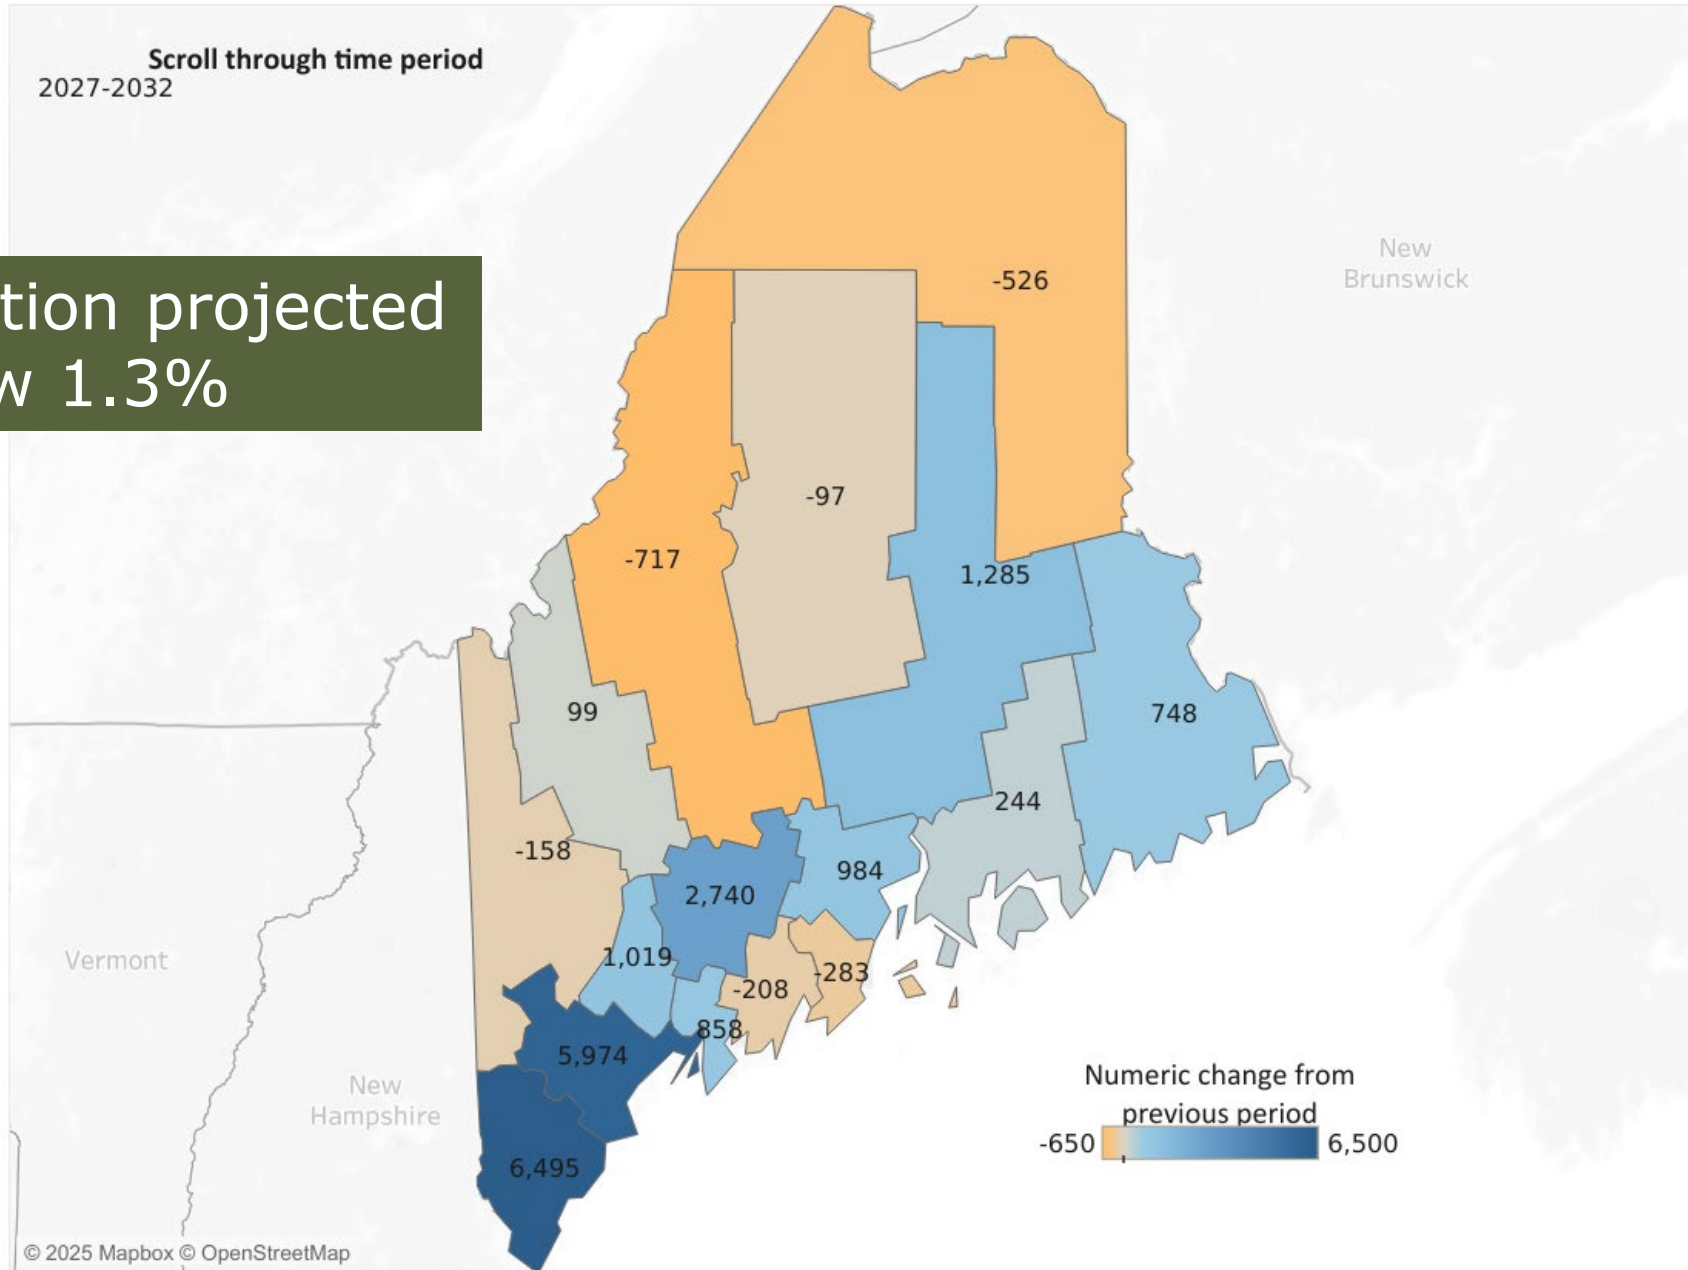 Scroll through time period
2027-2032
tion projected
w 1.3%
New
Brunswick
-526
-97
-717
1,285
99
748
244
-158
984
2,740
Vermont
1,019
-283
-208
858
5,974
New
Hampshire
6,495
Numeric change from
previous period
-650
6,500
© 2025 Mapbox © OpenStreetMap